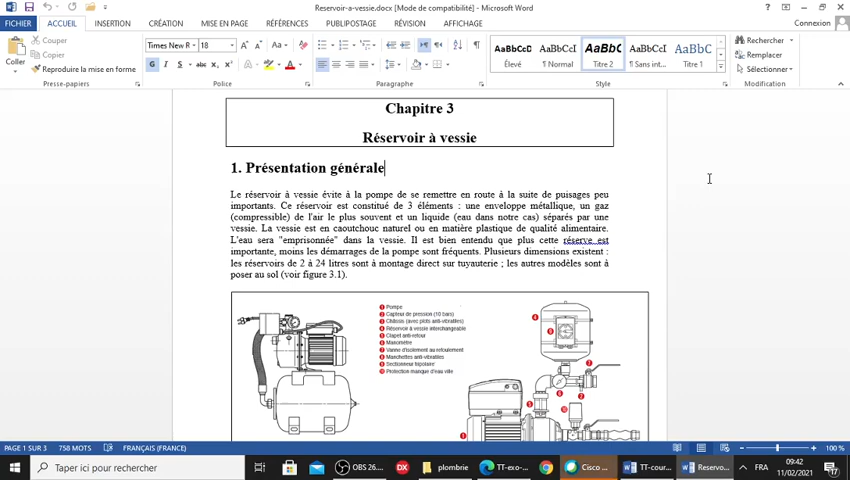 Reservoir-à-vessie.docx [Mode de compatibilité] - Microsoft Word
FICHIER ACCUEIL INSERTION CRÉATION MISE EN PAGE RÉFÉRENCES PUBLIPOSTAGE RÉVISION AFFICHAGE Connexion
Coller
Couper
Copier
Reproduire la mise en forme
Presse-papiers
Times New R 18
Police
Paragraphe
AaBbCcD AaBbCcI AaBbC AaBbCcI AaBbC
Élevé ¶ Normal Titre 2 ¶ Sans int... Titre 1
Style
Rechercher
Remplacer
Sélectionner
Modification
Chapitre 3
Réservoir à vessie
1. Présentation générale
Le réservoir à vessie évite à la pompe de se remettre en route à la suite de puisages peu
importants. Ce réservoir est constitué de 3 éléments : une enveloppe métallique, un gaz
(compressible) de l'air le plus souvent et un liquide (eau dans notre cas) séparés par une
vessie. La vessie est en caoutchouc naturel ou en matière plastique de qualité alimentaire.
L'eau sera "emprisonnée" dans la vessie. Il est bien entendu que plus cette réserve est
importante, moins les démarrages de la pompe sont fréquents. Plusieurs dimensions existent :
les réservoirs de 2 à 24 litres sont à montage direct sur tuyauterie ; les autres modèles sont à
poser au sol (voir figure 3.1).
1 Pompe
2 Capteur de pression (10 bars)
3 Châssis (avec plots anti-vibratiles)
4 Réservoir à vessie interchangeable
5 Clapet anti-retour
6 Manomètre
7 Vanne d'isolement au refoulement
8 Manchettes anti-vibratiles
9 Sectionneur tripolaire
10 Protection manque d'eau ville
PAGE 1 SUR 3 758 MOTS FRANÇAIS (FRANCE) 100 %
Taper ici pour rechercher
OBS 26.... plombrie TT-exo-... Cisco ... TT-cour... Reservo...
FRA
09:42
11/02/2021
17